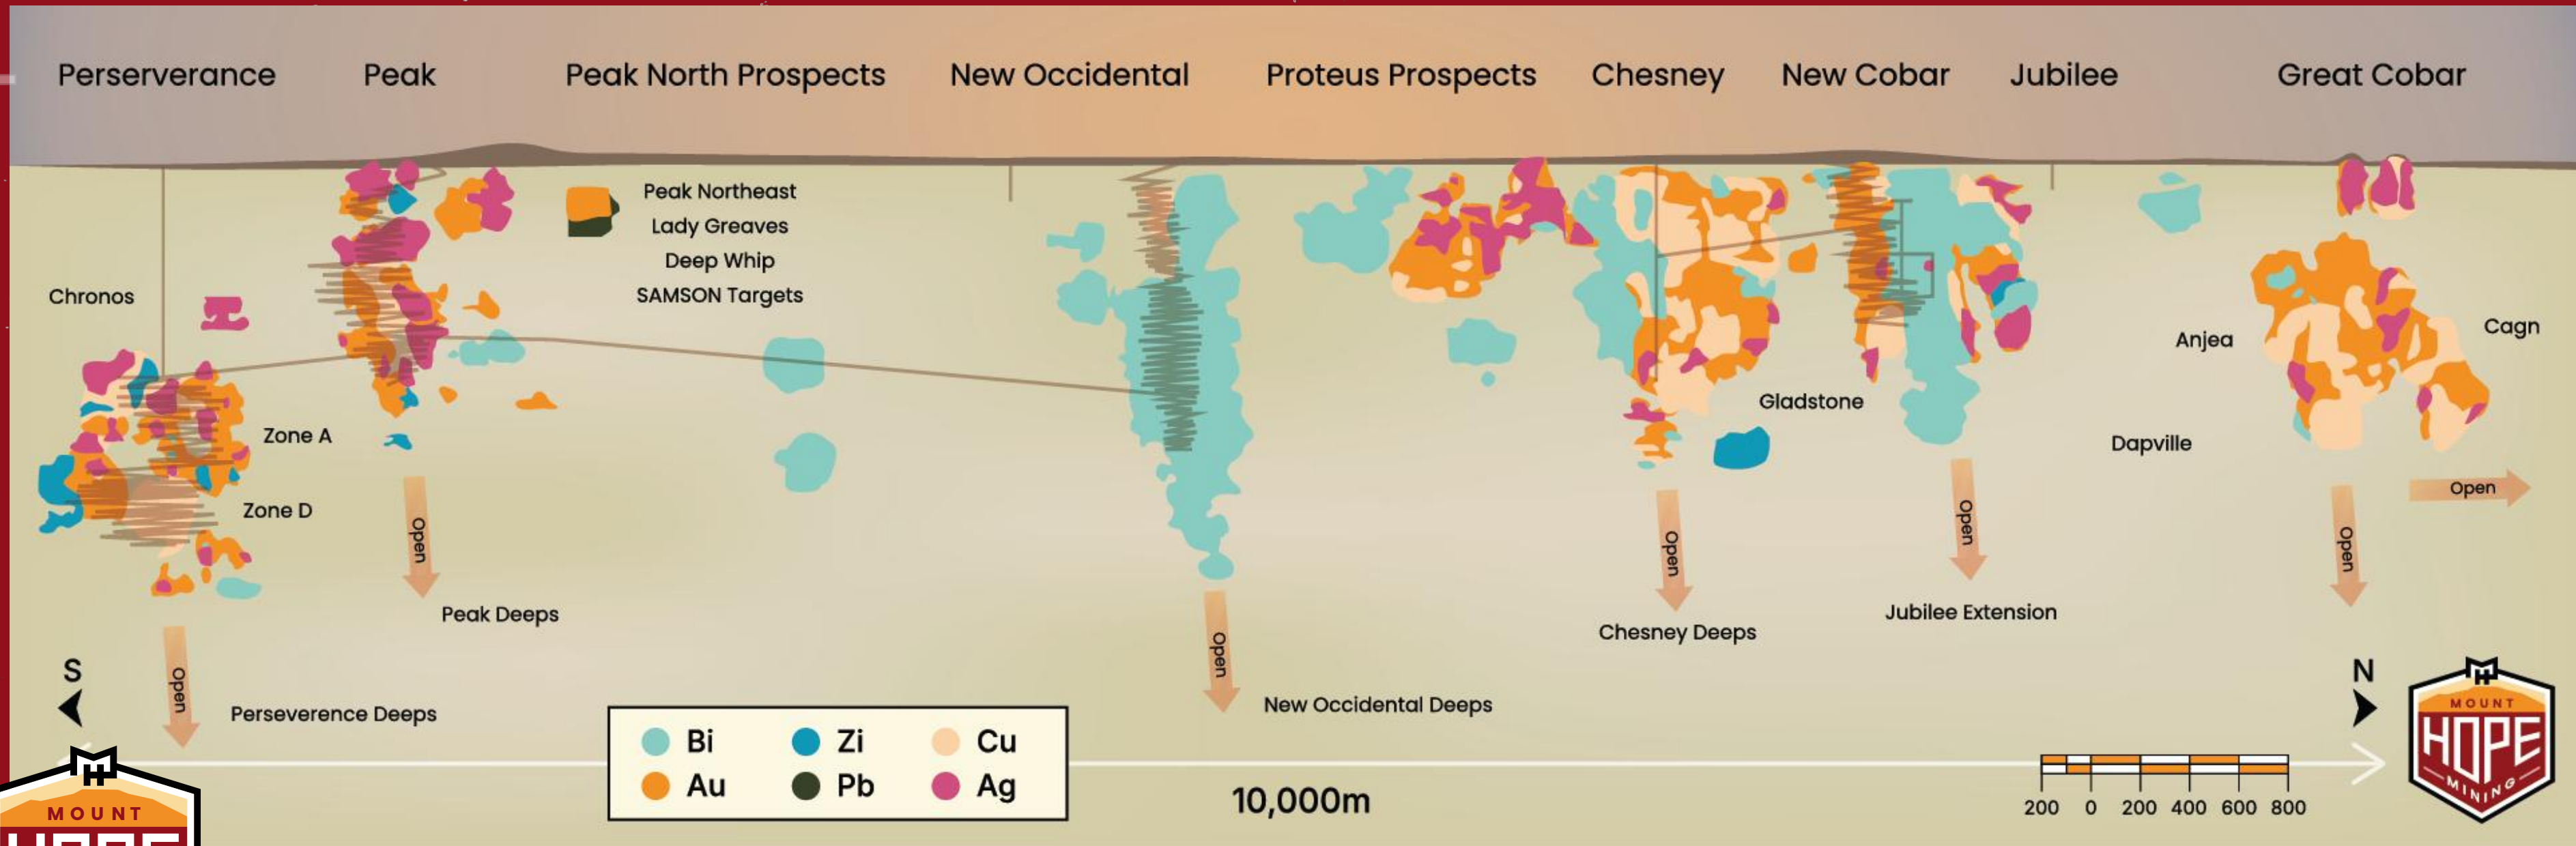 Perserverance
Peak
Peak North Prospects
New Occidental
Proteus Prospects
Chesney
New Cobar
Jubilee
Great Cobar
Peak Northeast
Lady Greaves
Deep Whip
SAMSON Targets
Chronos
Anjea
Cagn
Gladstone
Zone A
Dapville
Zone D
Open
Open
Open
Open
Open
Open
Open
Peak Deeps
Jubilee Extension
Chesney Deeps
Perseverence Deeps
New Occidental Deeps
S
N
Bi
Zi
Cu
Au
Pb
Ag
10,000m
200 0 200 400 600 800
MOUNT
HOPE
MINING
MOUNT
HOPE